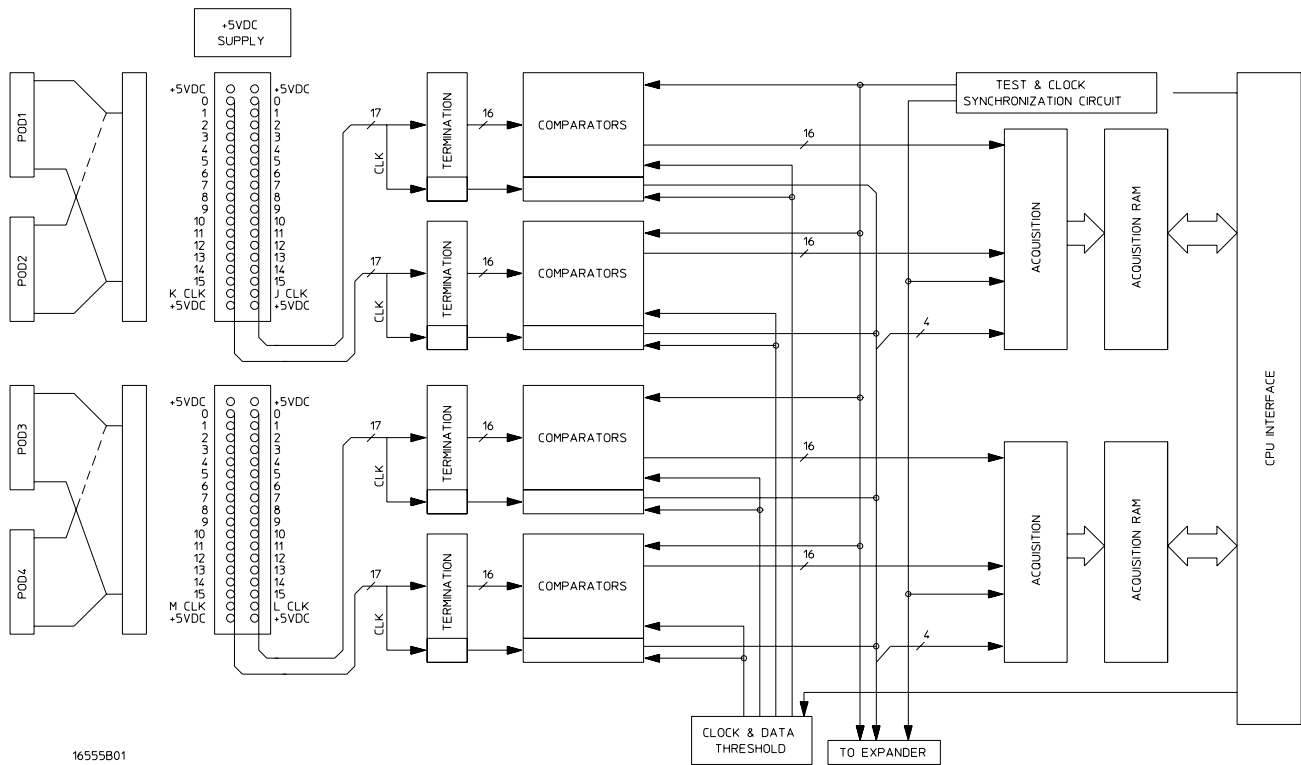 +5VDC
SUPPLY
POD1
POD2
+5VDC +5VDC
0 0
1 1
2 2
3 3
4 4
5 5
6 6
7 7
8 8
9 9
10 10
11 11
12 12
13 13
14 14
15 15
K CLK J CLK
+5VDC +5VDC
17
CLK
TERMINATION
16
COMPARATORS
17
CLK
TERMINATION
16
COMPARATORS
TEST & CLOCK
SYNCHRONIZATION CIRCUIT
16
16
4
ACQUISITION
ACQUISITION RAM
CPU INTERFACE
POD3
POD4
+5VDC +5VDC
0 0
1 1
2 2
3 3
4 4
5 5
6 6
7 7
8 8
9 9
10 10
11 11
12 12
13 13
14 14
15 15
M CLK L CLK
+5VDC +5VDC
17
CLK
TERMINATION
16
COMPARATORS
17
CLK
TERMINATION
16
COMPARATORS
16
16
4
ACQUISITION
ACQUISITION RAM
CLOCK & DATA
THRESHOLD
TO EXPANDER
16555B01